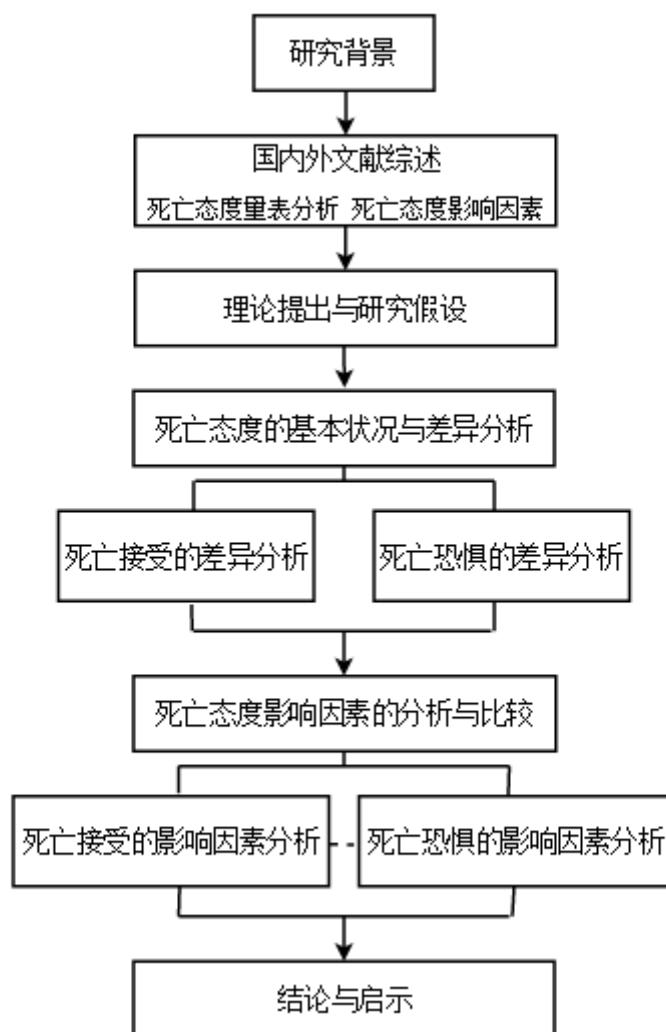 研究背景
国内外文献综述
死亡态度量表分析 死亡态度影响因素
理论提出与研究假设
死亡态度的基本状况与差异分析
死亡接受的差异分析
死亡恐惧的差异分析
死亡态度影响因素的分析与比较
死亡接受的影响因素分析
死亡恐惧的影响因素分析
结论与启示